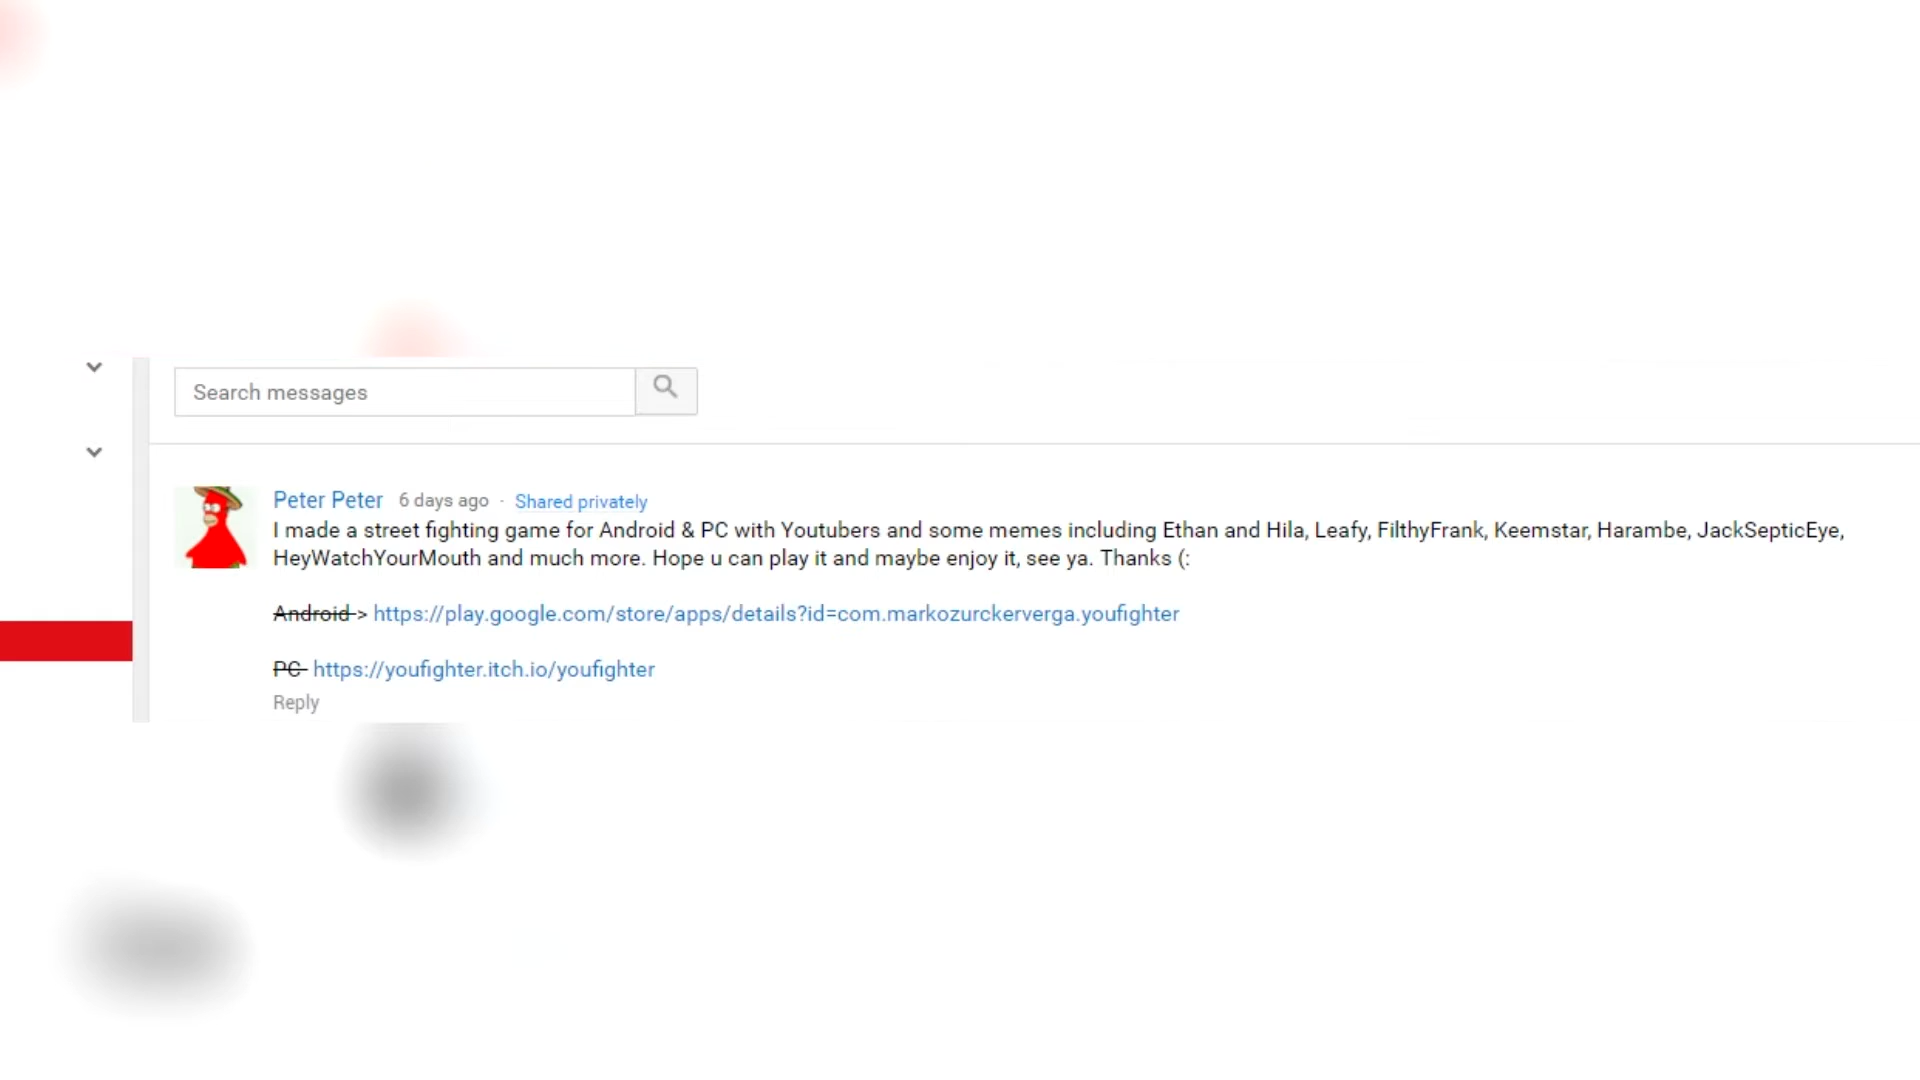 Search messages
Peter Peter 6 days ago · Shared privately
I made a street fighting game for Android & PC with Youtubers and some memes including Ethan and Hila, Leafy, FilthyFrank, Keemstar, Harambe, JackSepticEye,
HeyWatchYourMouth and much more. Hope u can play it and maybe enjoy it, see ya. Thanks (:
Android > https://play.google.com/store/apps/details?id=com.markozurckerverga.youfighter
PC https://youfighter.itch.io/youfighter
Reply